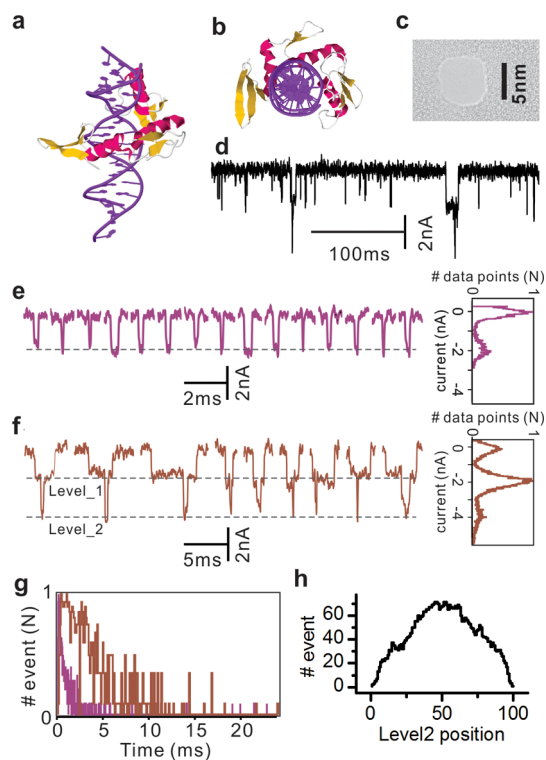 a
b
c
5nm
d
100ms
2nA
e
2ms
2nA
# data points (N)
0
1
current (nA)
0
-2
-4
f
Level_1
Level_2
5ms
2nA
# data points (N)
0
1
current (nA)
0
-2
-4
g
# event (N)
1
0
0
5
10
15
20
Time (ms)
h
# event
60
40
20
0
0
50
100
Level2 position